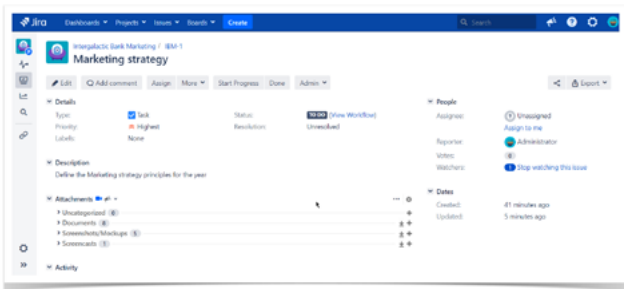 Jira Dashboards Projects Issues Boards Create Search
Intergalactic Bank Marketing / IBM-1
Marketing strategy
Edit Add comment Assign More Start Progress Done Admin Export
Details
Type: Task Status: TO DO (View Workflow)
Priority: Highest Resolution: Unresolved
Labels: None
People
Assignee: Unassigned
Assign to me
Reporter: Administrator
Votes: 0
Watchers: 1 Stop watching this issue
Description
Define the Marketing strategy principles for the year
Dates
Created: 41 minutes ago
Updated: 5 minutes ago
Attachments
Uncategorized
Documents
Screenshots/Mockups 5
Screencasts 1
Activity